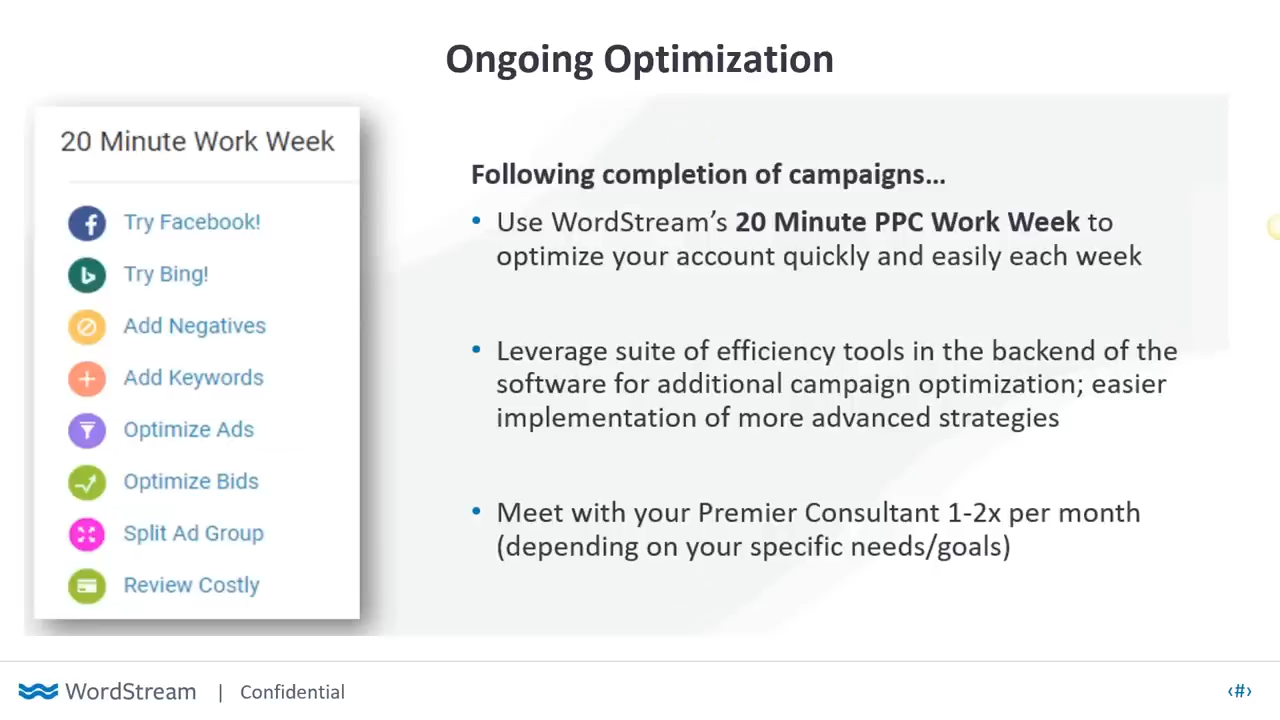 Ongoing Optimization
20 Minute Work Week
Try Facebook!
Try Bing!
Add Negatives
Add Keywords
Optimize Ads
Optimize Bids
Split Ad Group
Review Costly
Following completion of campaigns…
• Use WordStream’s 20 Minute PPC Work Week to
optimize your account quickly and easily each week
• Leverage suite of efficiency tools in the backend of the
software for additional campaign optimization; easier
implementation of more advanced strategies
• Meet with your Premier Consultant 1-2x per month
(depending on your specific needs/goals)
WordStream | Confidential
‹#›